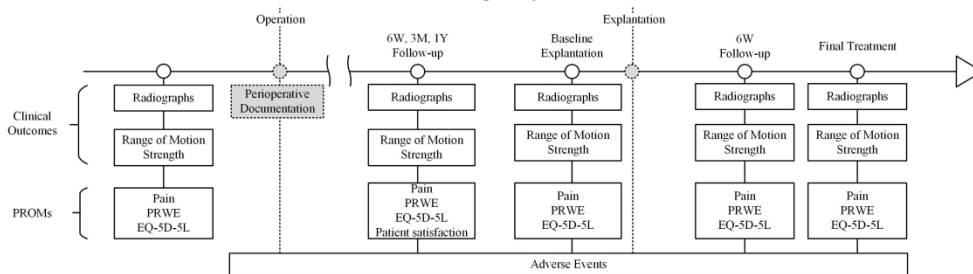 Operation
Explantation
6W, 3M, 1Y
Follow-up
Baseline
Explantation
6W
Follow-up
Final Treatment
Clinical
Outcomes
Radiographs
Perioperative
Documentation
Radiographs
Radiographs
Radiographs
Radiographs
Range of Motion
Strength
Range of Motion
Strength
Range of Motion
Strength
Range of Motion
Strength
Range of Motion
Strength
PROMs
Pain
PRWE
EQ-5D-5L
Pain
PRWE
EQ-5D-5L
Patient satisfaction
Pain
PRWE
EQ-5D-5L
Pain
PRWE
EQ-5D-5L
Pain
PRWE
EQ-5D-5L
Adverse Events